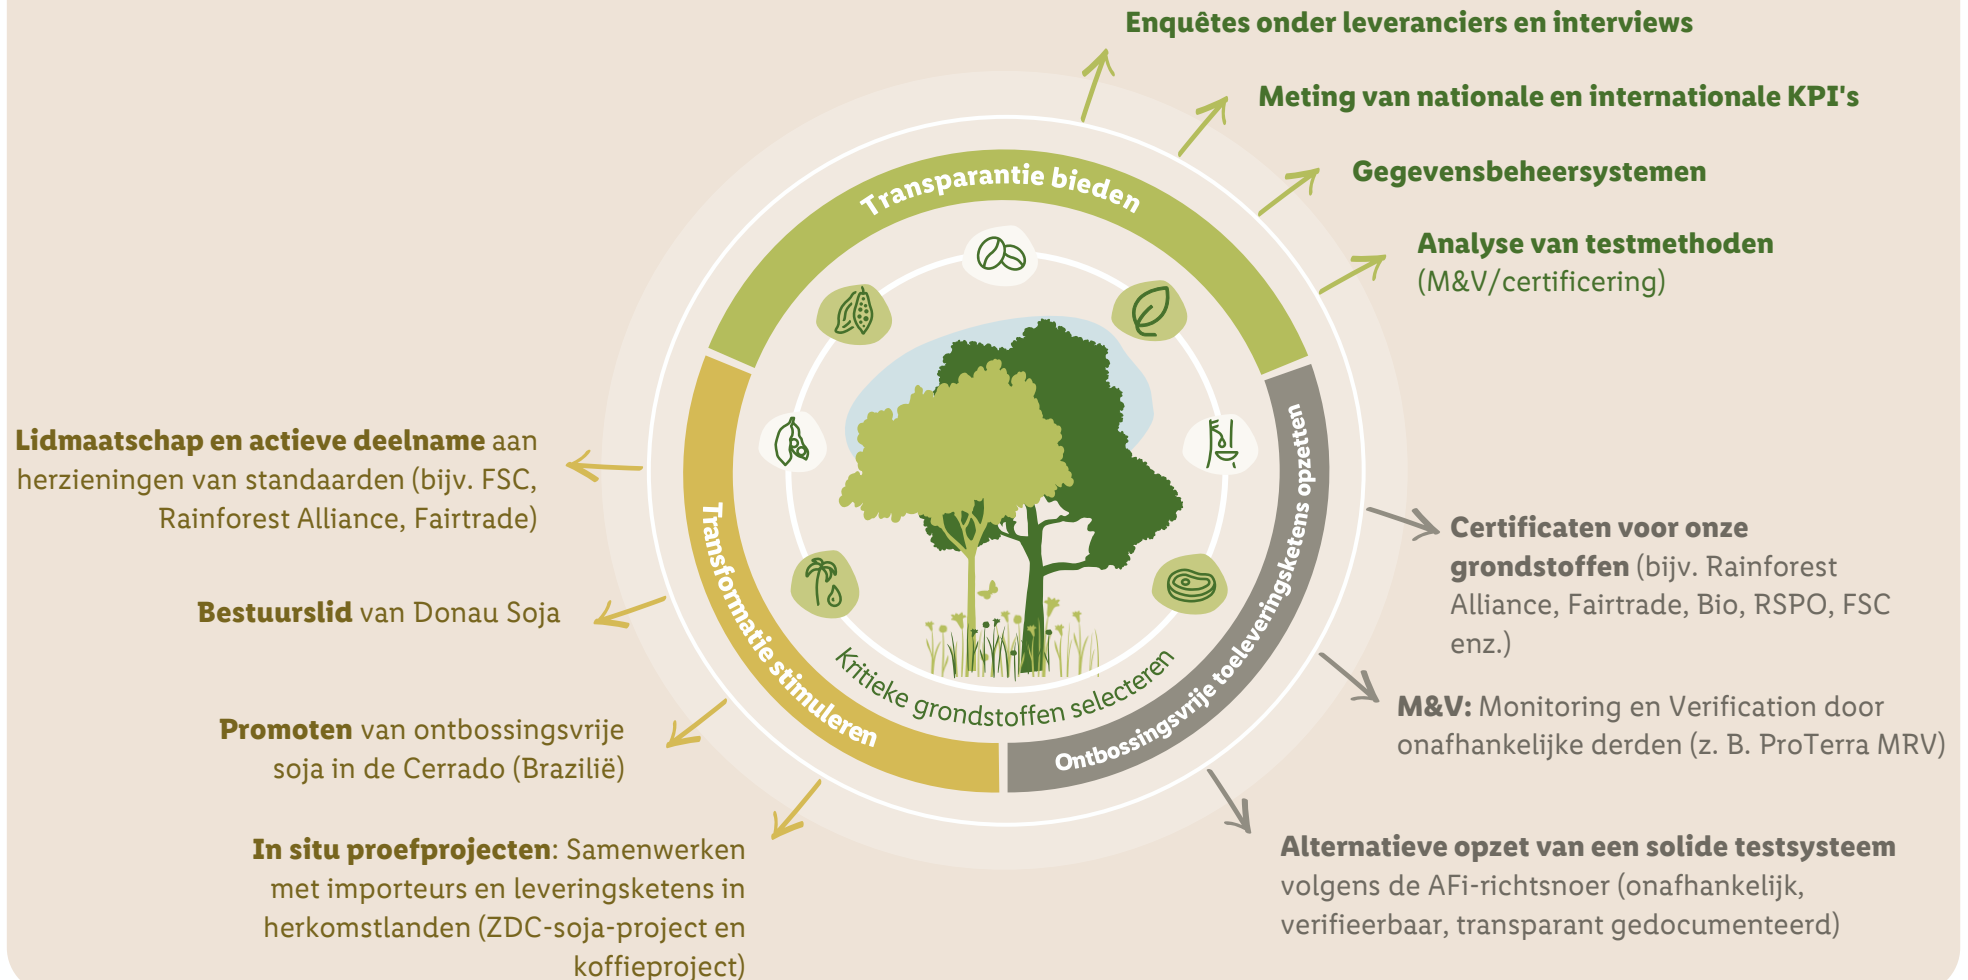 Enquêtes onder leveranciers en interviews
Meting van nationale en internationale KPI's
Gegevensbeheersystemen
Analyse van testmethoden
(M&V/certificering)
Transparantie bieden
Ontbossingsvrije toeleveringsketens opzetten
Transformatie stimuleren
Kritieke grondstoffen selecteren
Lidmaatschap en actieve deelname aan
herzieningen van standaarden (bijv. FSC,
Rainforest Alliance, Fairtrade)
Bestuurslid van Donau Soja
Promoten van ontbossingsvrije
soja in de Cerrado (Brazilië)
In situ proefprojecten: Samenwerken
met importeurs en leveringsketens in
herkomstlanden (ZDC-soja-project en
koffieproject)
Certificaten voor onze
grondstoffen (bijv. Rainforest
Alliance, Fairtrade, Bio, RSPO, FSC
enz.)
M&V: Monitoring en Verification door
onafhankelijke derden (z. B. ProTerra MRV)
Alternatieve opzet van een solide testsysteem
volgens de AFi-richtsnoer (onafhankelijk,
verifieerbaar, transparant gedocumenteerd)